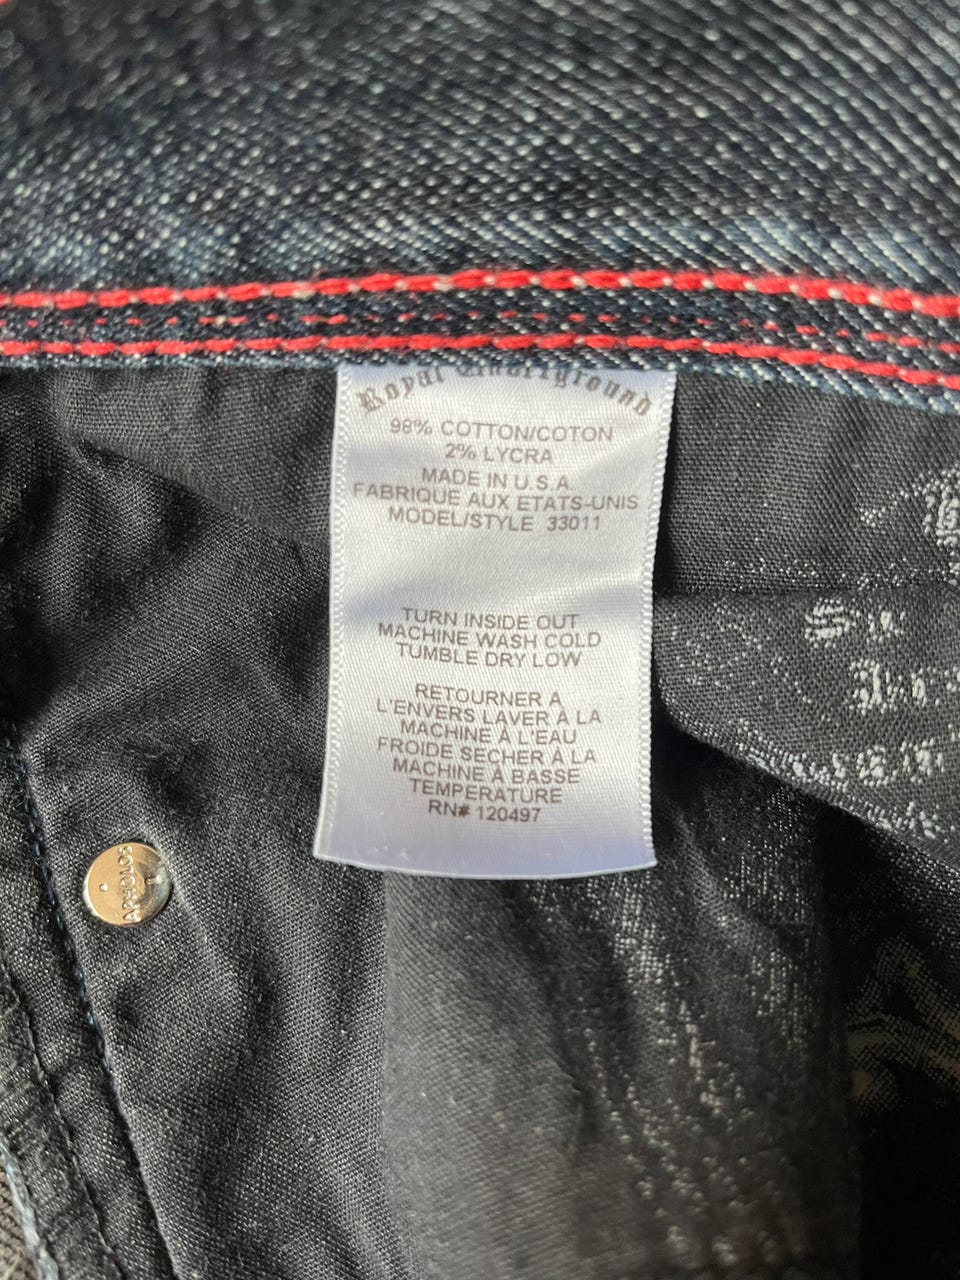 Royal Underground
98% COTTON/COTON
2% LYCRA
MADE IN U.S.A.
FABRIQUE AUX ETATS-UNIS
MODEL/STYLE 33011
TURN INSIDE OUT
MACHINE WASH COLD
TUMBLE DRY LOW
RETOURNER A
L'ENVERS LAVER À LA
MACHINE À L'EAU
FROIDE SECHER À LA
MACHINE À BASSE
TEMPERATURE
RN# 120497